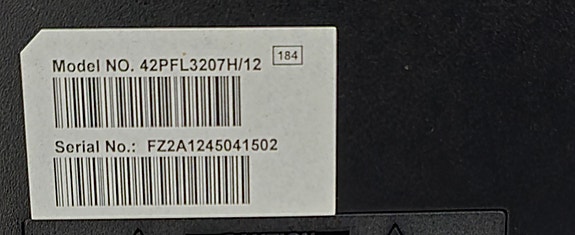 Model NO. 42PFL3207H/12 184
Serial No.: FZ2A1245041502